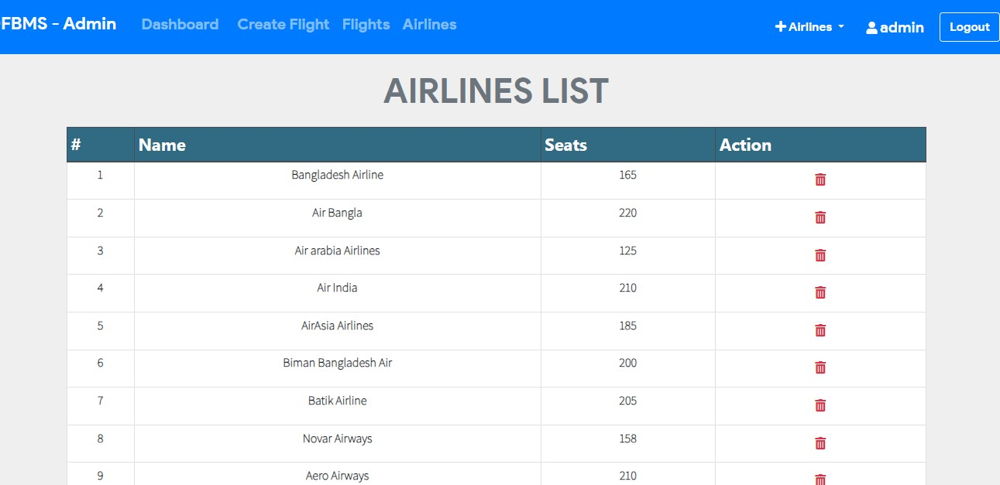 FBMS - Admin Dashboard Create Flight Flights Airlines Airlines admin Logout
AIRLINES LIST
# Name Seats Action
1 Bangladesh Airline 165
2 Air Bangla 220
3 Air arabia Airlines 125
4 Air India 210
5 AirAsia Airlines 185
6 Biman Bangladesh Air 200
7 Batik Airline 205
8 Novar Airways 158
9 Aero Airways 210